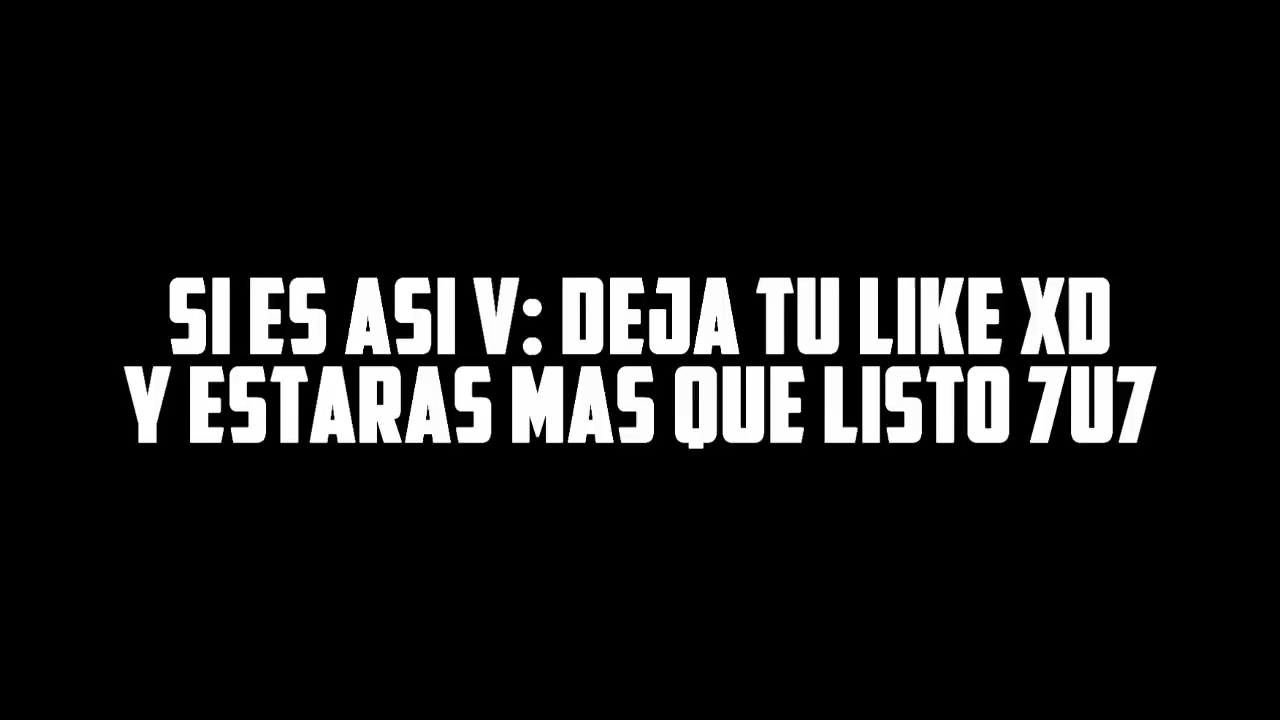 SI ES ASI V: DEJA TU LIKE XD
Y ESTARAS MAS QUE LISTO 7U7